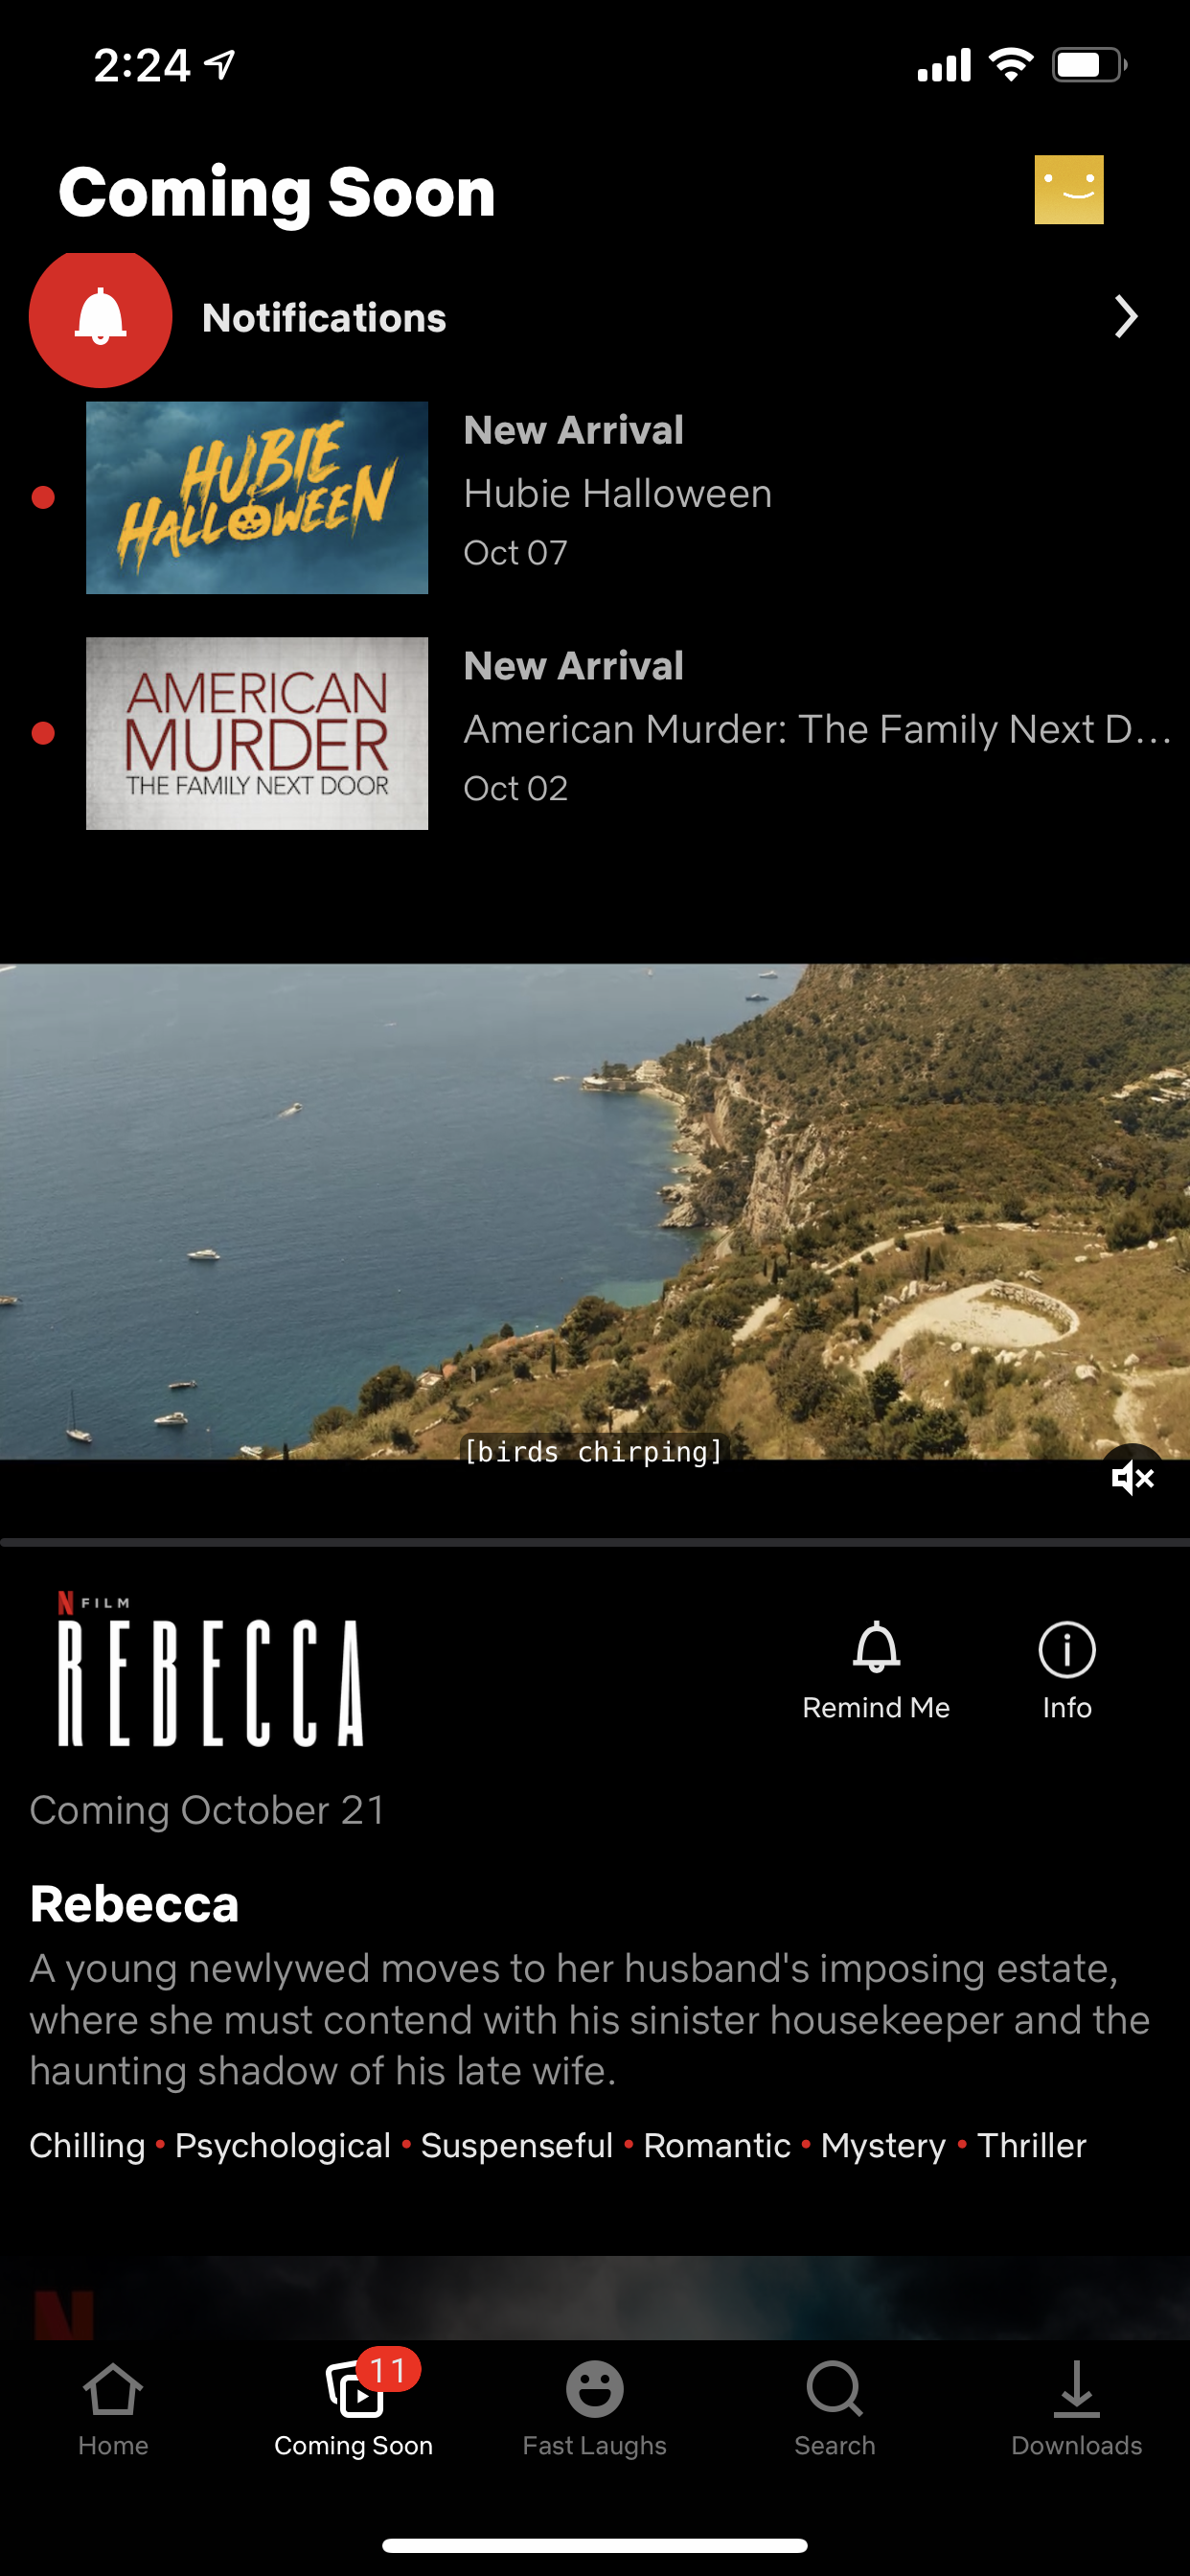 2:24
Coming Soon
Notifications
HUBIE
HALLOWEEN
New Arrival
Hubie Halloween
Oct 07
AMERICAN
MURDER
THE FAMILY NEXT DOOR
New Arrival
American Murder: The Family Next D...
Oct 02
[birds chirping]
N FILM
REBECCA
Remind Me
Info
Coming October 21
Rebecca
A young newlywed moves to her husband's imposing estate,
where she must contend with his sinister housekeeper and the
haunting shadow of his late wife.
Chilling • Psychological • Suspenseful • Romantic • Mystery • Thriller
N
11
Home
Coming Soon
Fast Laughs
Search
Downloads